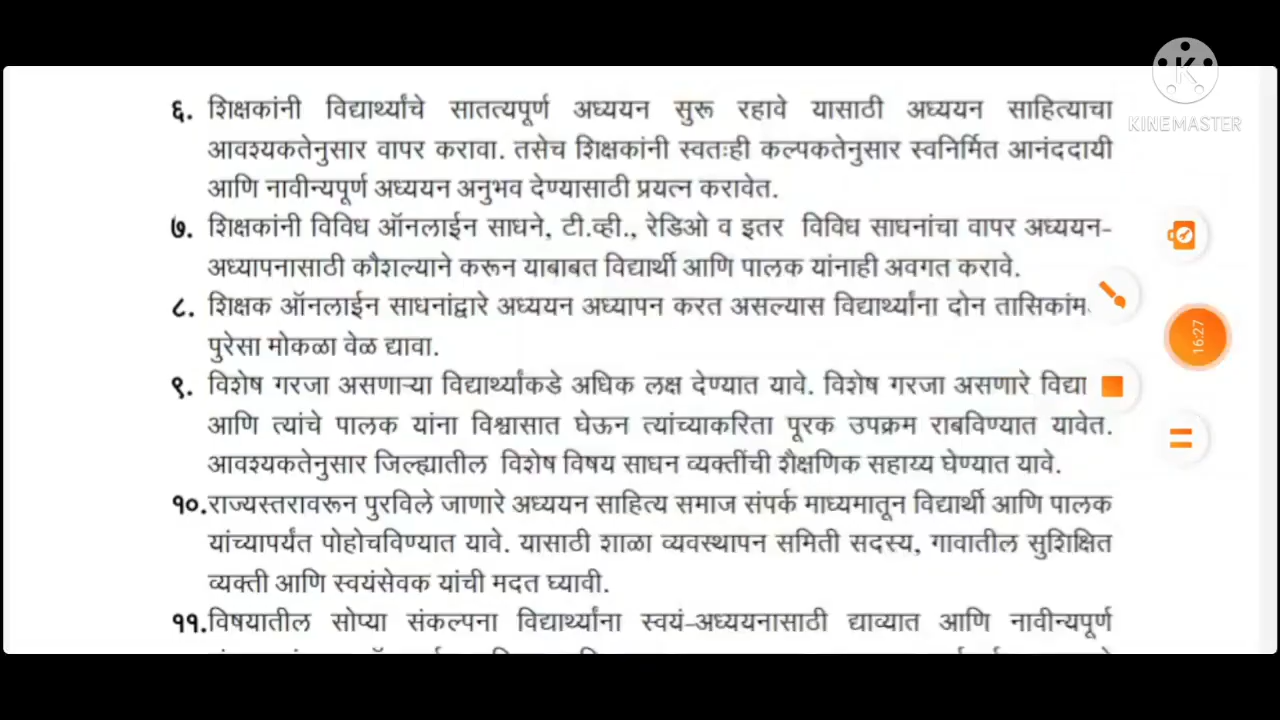 KINEMASTER
६. शिक्षकांनी विद्यार्थ्यांचे सातत्यपूर्ण अध्ययन सुरू रहावे यासाठी अध्ययन साहित्याचा
आवश्यकतेनुसार वापर करावा. तसेच शिक्षकांनी स्वतःही कल्पकतेनुसार स्वनिर्मित आनंददायी
आणि नावीन्यपूर्ण अध्ययन अनुभव देण्यासाठी प्रयत्न करावेत.
७. शिक्षकांनी विविध ऑनलाईन साधने, टी.व्ही., रेडिओ व इतर विविध साधनांचा वापर अध्ययन-
अध्यापनासाठी कौशल्याने करून याबाबत विद्यार्थी आणि पालक यांनाही अवगत करावे.
८. शिक्षक ऑनलाईन साधनांद्वारे अध्ययन अध्यापन करत असल्यास विद्यार्थ्यांना दोन
16:27
पुरेसा मोकळा वेळ द्यावा.
९. विशेष गरजा असणाऱ्या विद्यार्थ्यांकडे अधिक लक्ष देण्यात यावे. विशेष गरजा असणारे
आणि त्यांचे पालक यांना विश्वासात घेऊन त्यांच्याकरिता पूरक उपक्रम राबविण्यात यावेत.
आवश्यकतेनुसार जिल्ह्यातील विशेष विषय साधन व्यक्तींची शैक्षणिक सहाय्य घेण्यात यावे.
१०. राज्यस्तरावरून पुरविले जाणारे अध्ययन साहित्य समाज संपर्क माध्यमातून विद्यार्थी आणि पालक
यांच्यापर्यंत पोहोचविण्यात यावे. यासाठी शाळा व्यवस्थापन समिती सदस्य, गावातील सुशिक्षित
व्यक्ती आणि स्वयंसेवक यांची मदत घ्यावी.
११. विषयातील सोप्या संकल्पना विद्यार्थ्यांना स्वयं-अध्ययनासाठी द्याव्यात आणि नावीन्यपूर्ण